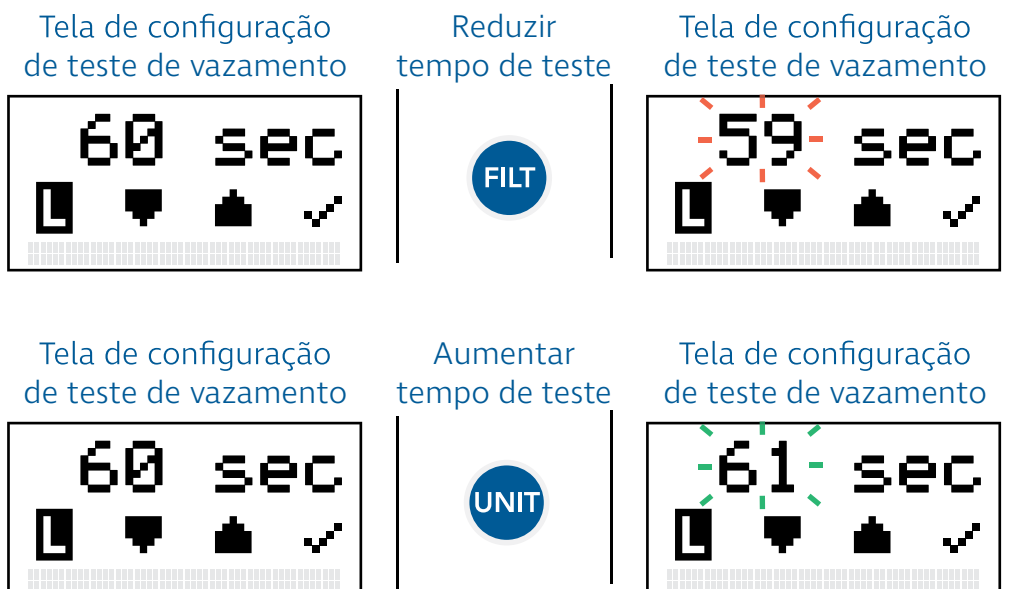 Tela de configuração
de teste de vazamento
Reduzir
tempo de teste
Tela de configuração
de teste de vazamento
60 sec
L
FILT
59 sec
L
Tela de configuração
de teste de vazamento
Aumentar
tempo de teste
Tela de configuração
de teste de vazamento
60 sec
L
UNIT
61 sec
L